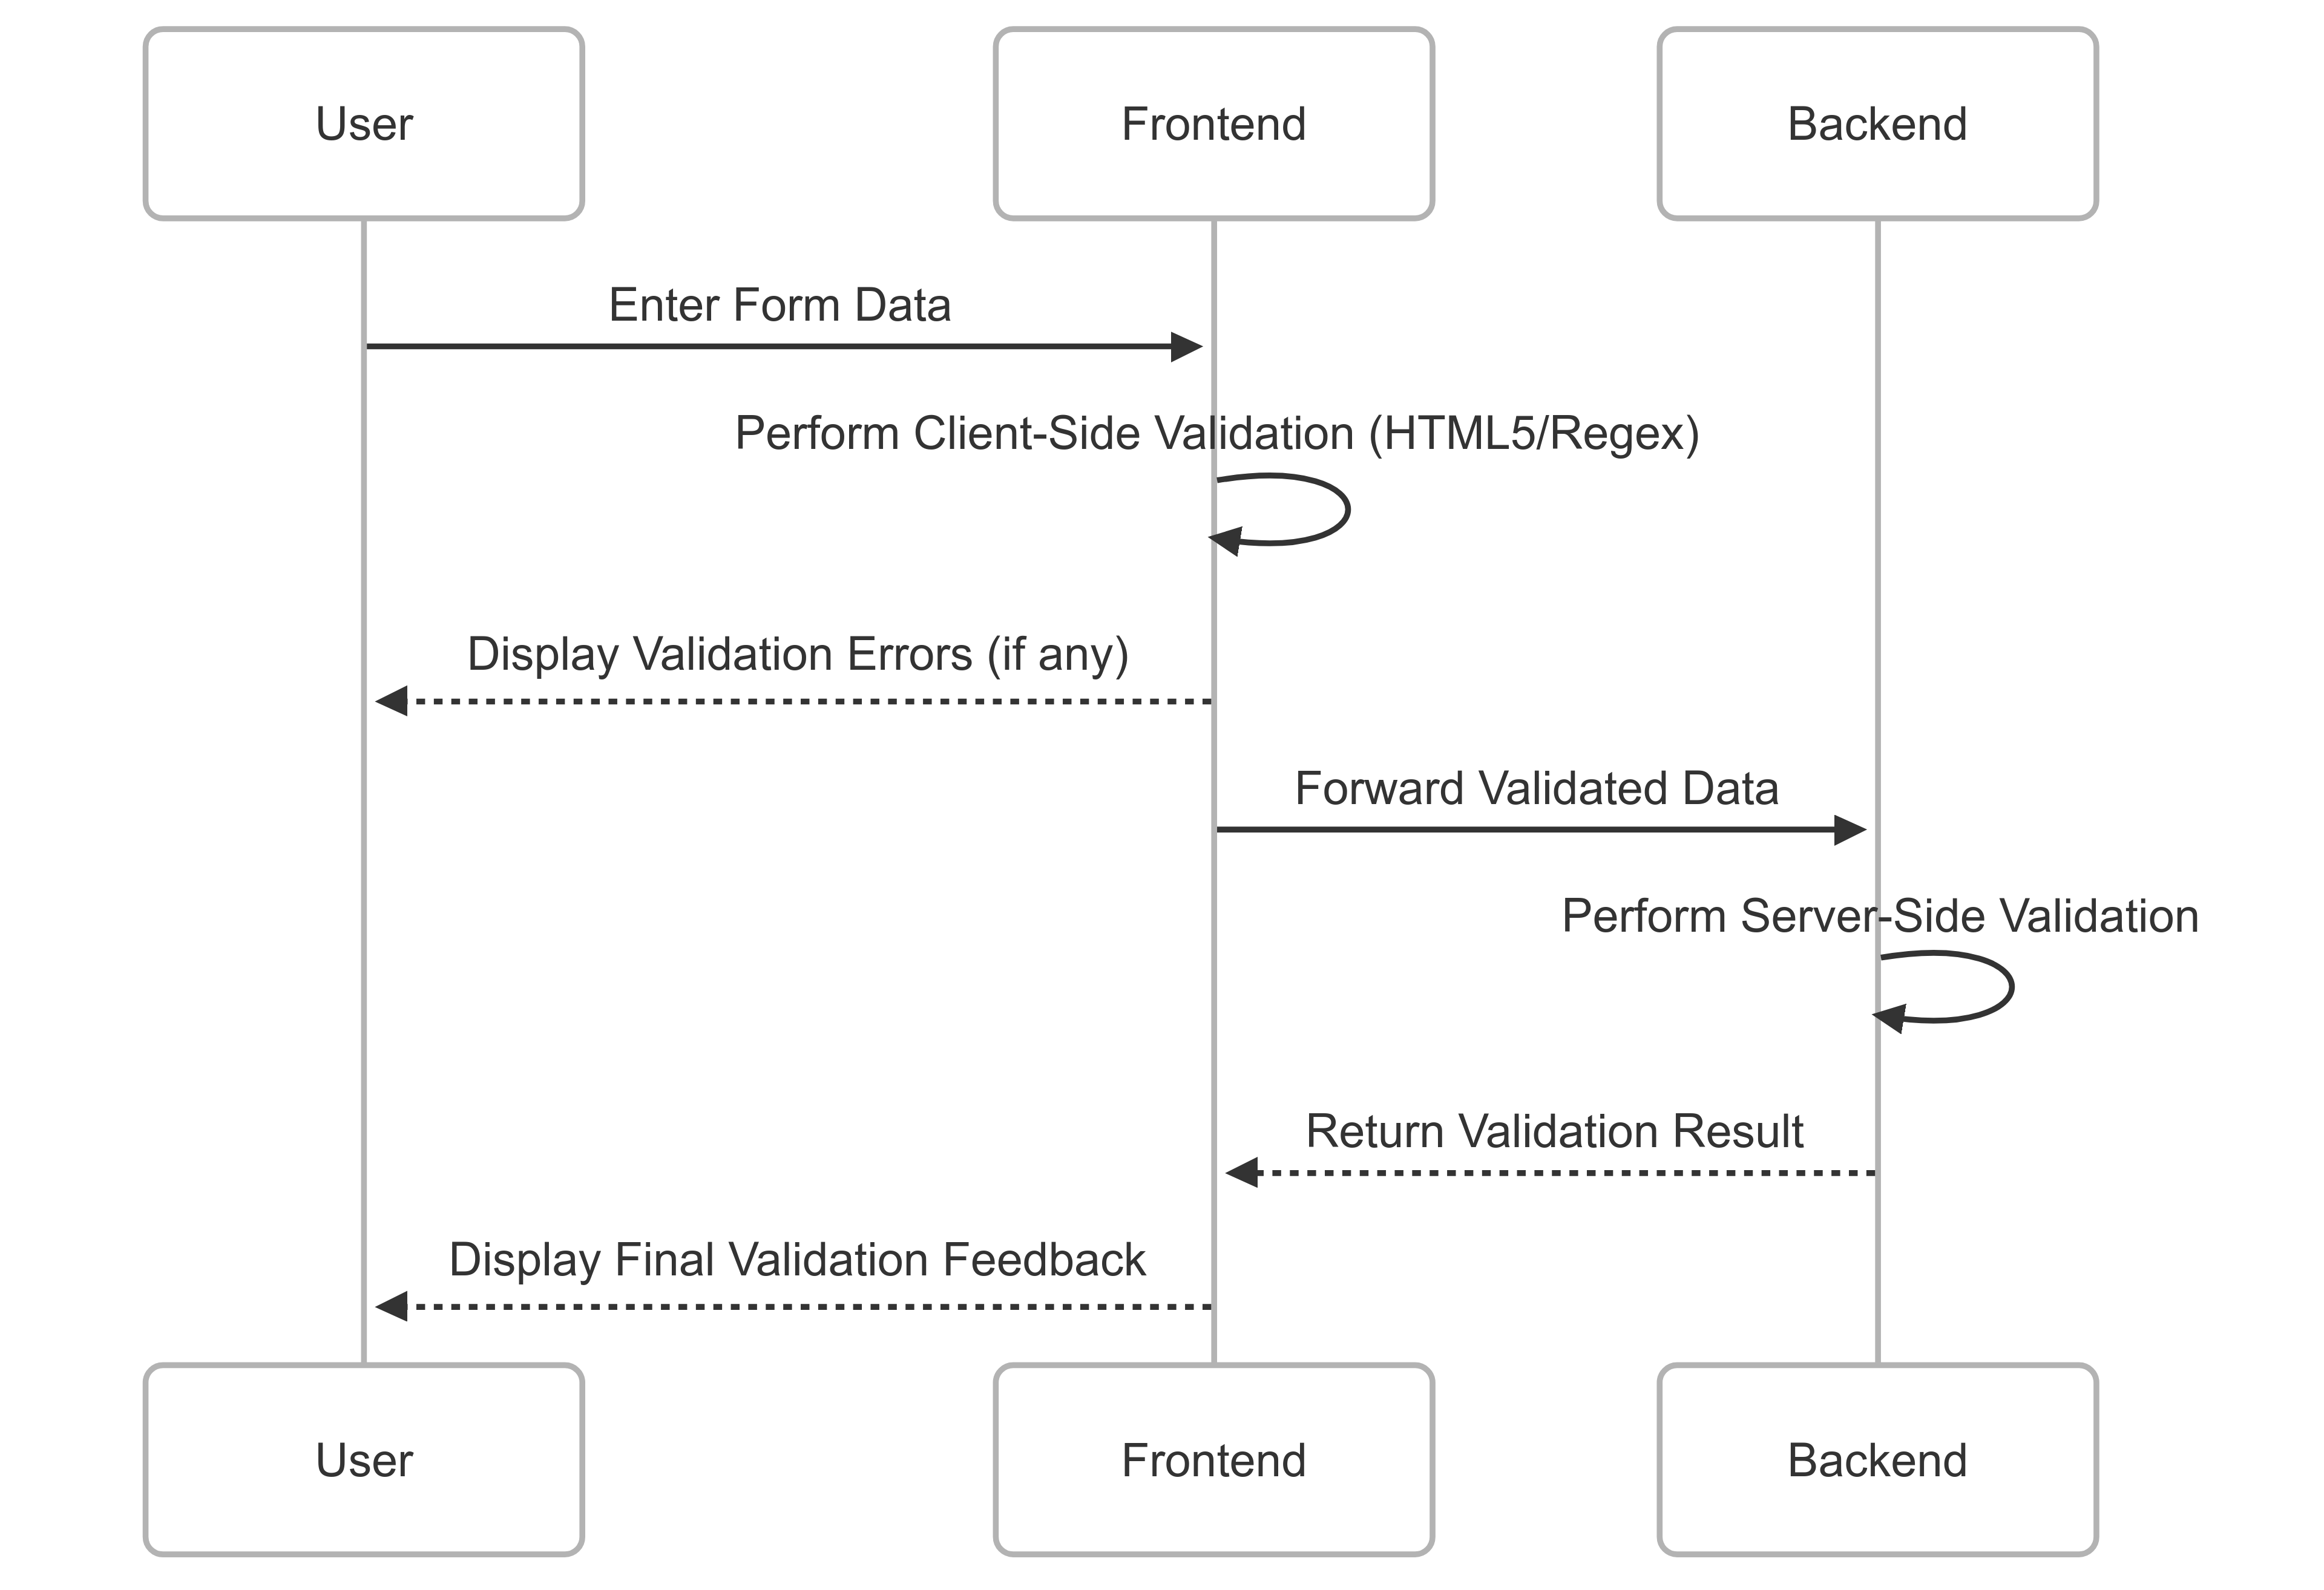 User
Frontend
Backend
Enter Form Data
Perform Client-Side Validation (HTML5/Regex)
Display Validation Errors (if any)
Forward Validated Data
Perform Server-Side Validation
Return Validation Result
Display Final Validation Feedback
User
Frontend
Backend